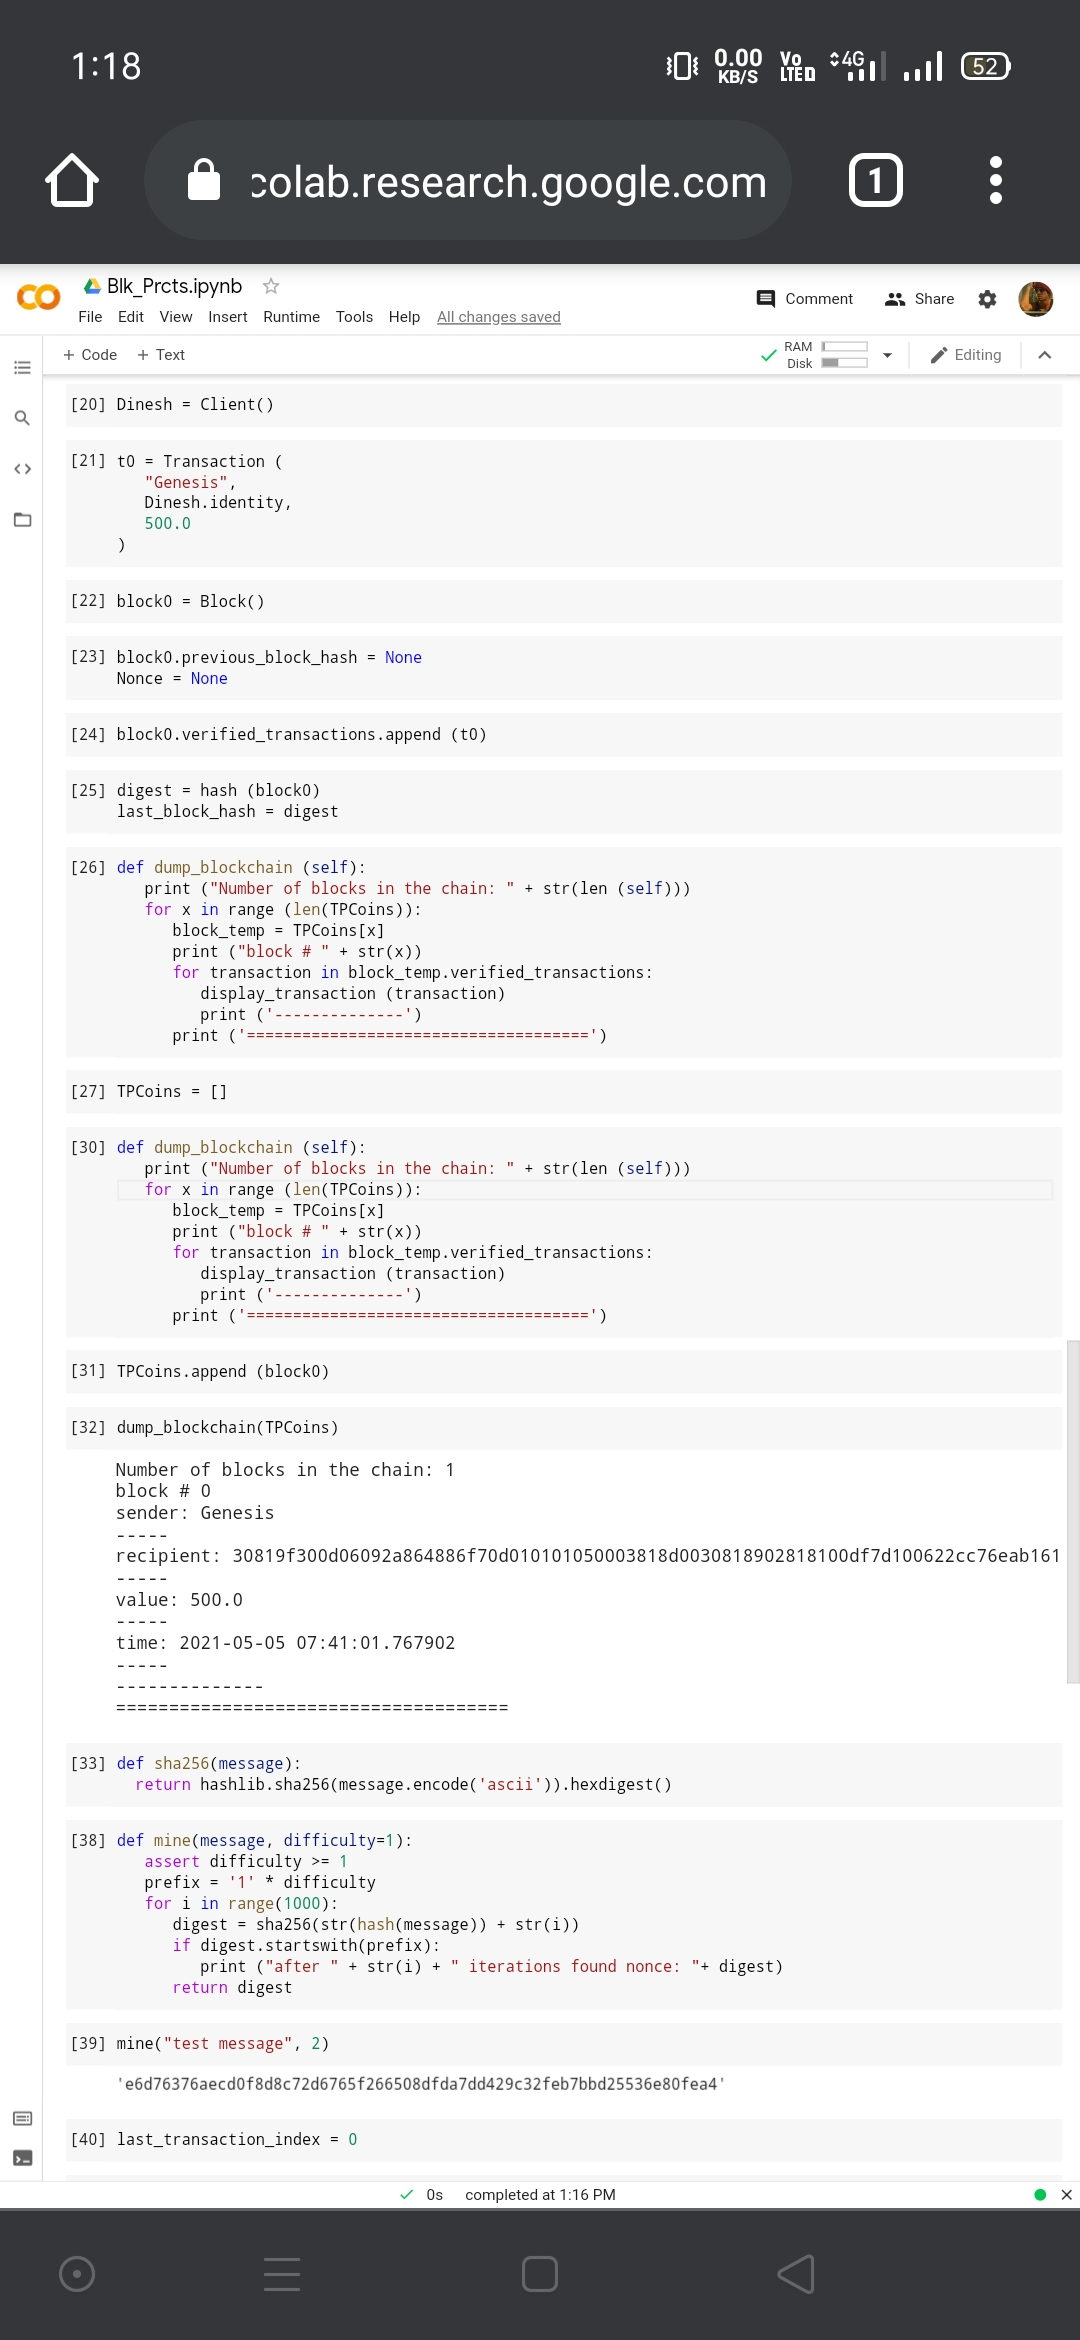 1:18
0.00 KB/S
Vo LTE
4G
52
colab.research.google.com
1
Blk_Prcts.ipynb
Comment
Share
File Edit View Insert Runtime Tools Help All changes saved
+ Code + Text
RAM
Disk
Editing
[20] Dinesh = Client()
[21] t0 = Transaction (
"Genesis",
Dinesh.identity,
500.0
)
[22] block0 = Block()
[23] block0.previous_block_hash = None
Nonce = None
[24] block0.verified_transactions.append (t0)
[25] digest = hash (block0)
last_block_hash = digest
[26] def dump_blockchain (self):
print ("Number of blocks in the chain: " + str(len (self)))
for x in range (len(TPCoins)):
block_temp = TPCoins[x]
print ("block # " + str(x))
for transaction in block_temp.verified_transactions:
display_transaction (transaction)
print ('--------------')
print ('=====================================')
[27] TPCoins = []
[30] def dump_blockchain (self):
print ("Number of blocks in the chain: " + str(len (self)))
for x in range (len(TPCoins)):
block_temp = TPCoins[x]
print ("block # " + str(x))
for transaction in block_temp.verified_transactions:
display_transaction (transaction)
print ('--------------')
print ('=====================================')
[31] TPCoins.append (block0)
[32] dump_blockchain(TPCoins)
Number of blocks in the chain: 1
block # 0
sender: Genesis
-----
recipient: 30819f300d06092a864886f70d010101050003818d0030818902818100df7d100622cc76eab161
-----
value: 500.0
-----
time: 2021-05-05 07:41:01.767902
-----
--------------
=====================================
[33] def sha256(message):
return hashlib.sha256(message.encode('ascii')).hexdigest()
[38] def mine(message, difficulty=1):
assert difficulty >= 1
prefix = '1' * difficulty
for i in range(1000):
digest = sha256(str(hash(message)) + str(i))
if digest.startswith(prefix):
print ("after " + str(i) + " iterations found nonce: "+ digest)
return digest
[39] mine("test message", 2)
'e6d76376aecd0f8d8c72d6765f266508dfda7dd429c32feb7bbd25536e80fea4'
[40] last_transaction_index = 0
0s completed at 1:16 PM